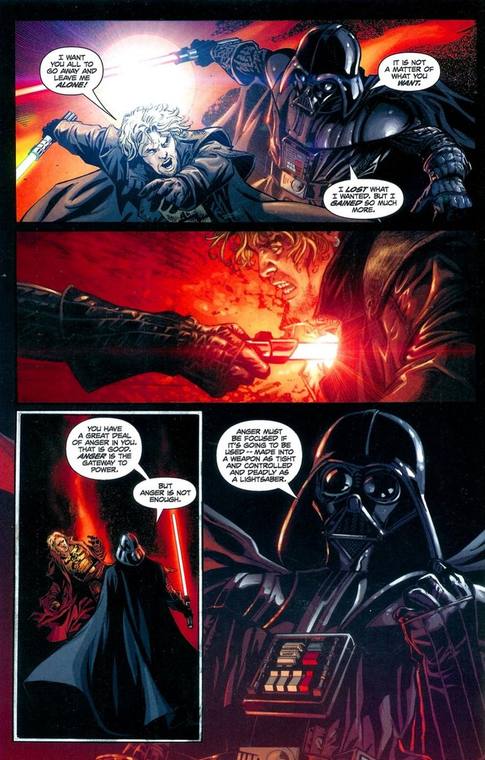 I WANT
YOU ALL TO
GO AWAY AND
LEAVE ME
ALONE!
IT IS NOT
A MATTER OF
WHAT YOU
WANT.
I LOST WHAT
I WANTED. BUT I
GAINED SO MUCH
MORE.
YOU HAVE
A GREAT DEAL
OF ANGER IN YOU.
THAT IS GOOD.
ANGER IS THE
GATEWAY TO
POWER.
BUT
ANGER IS NOT
ENOUGH.
ANGER MUST
BE FOCUSED IF
IT'S GOING TO BE
USED -- MADE INTO
A WEAPON AS TIGHT
AND CONTROLLED
AND DEADLY AS
A LIGHTSABER.